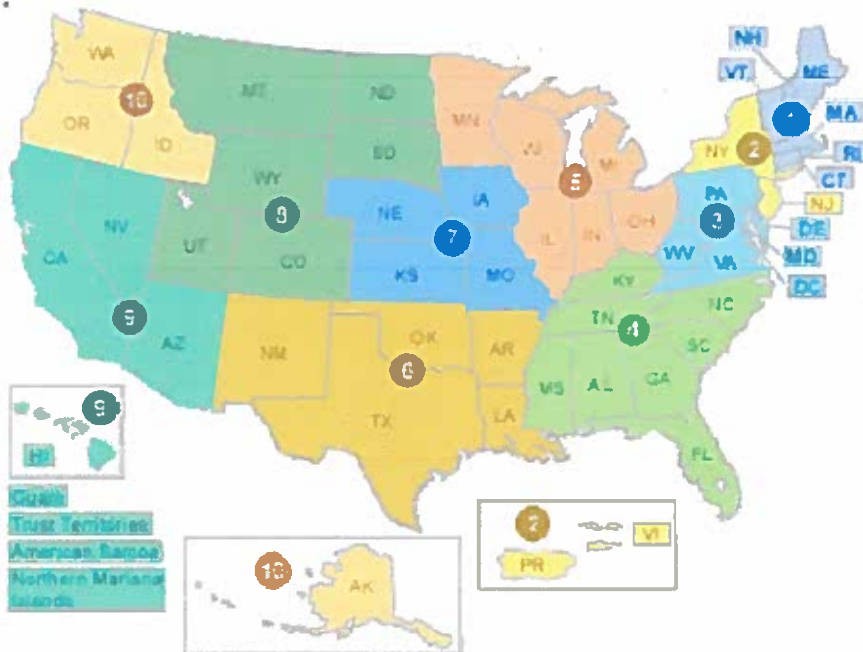 WA
OR
10
ID
MT
ND
SD
WY
8
UT
CO
NV
CA
9
AZ
NE
IA
7
KS
MO
MN
WI
MI
5
IL
IN
OH
NY
2
NH
VT
ME
1
MA
RI
CT
NJ
PA
3
DE
WV
VA
MD
DC
KY
TN
4
NC
SC
MS
AL
GA
FL
NM
OK
AR
6
TX
LA
9
HI
Guam
Trust Territories
American Samoa
Northern Mariana
Islands
10
AK
2
VI
PR